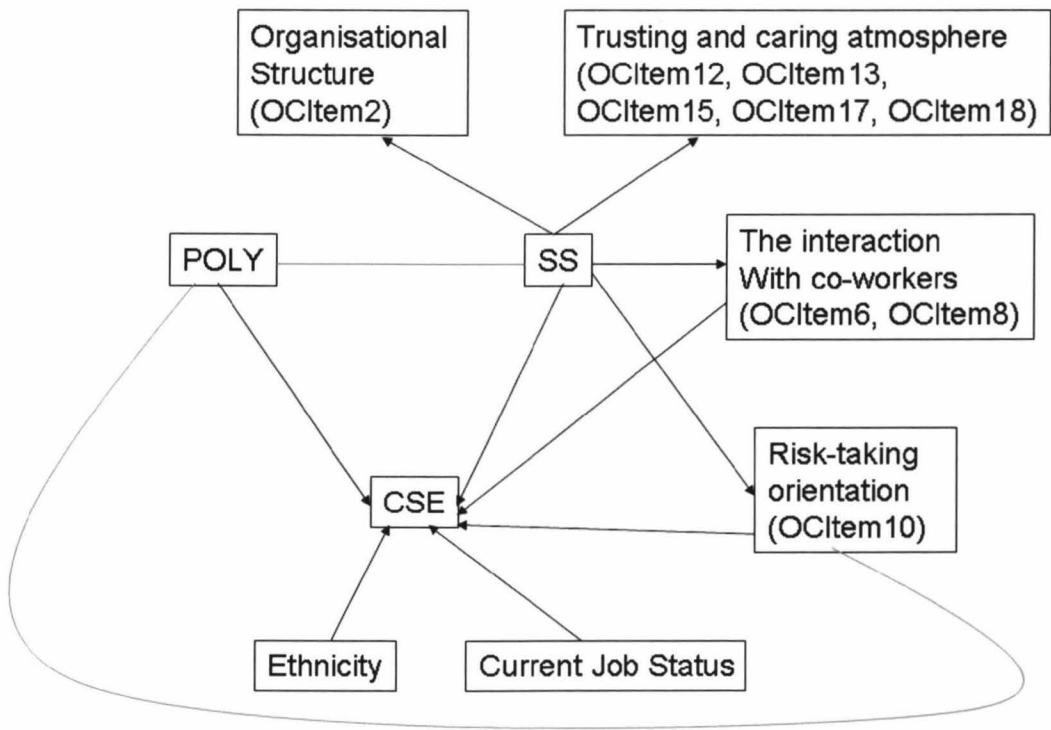 Organisational
Structure
(OCItem2)
Trusting and caring atmosphere
(OCItem12, OCItem13,
OCItem15, OCItem17, OCItem18)
POLY
SS
The interaction
With co-workers
(OCItem6, OCItem8)
CSE
Risk-taking
orientation
(OCItem10)
Ethnicity
Current Job Status